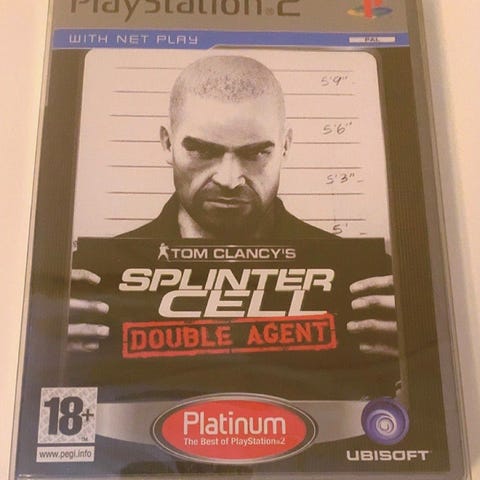 PlayStation®2
WITH NET PLAY
PAL
5'9"
5'6"
5'3"
5'
TOM CLANCY'S
SPLINTER
CELL
DOUBLE AGENT
18+
www.pegi.info
Platinum
The Best of PlayStation®2
UBISOFT